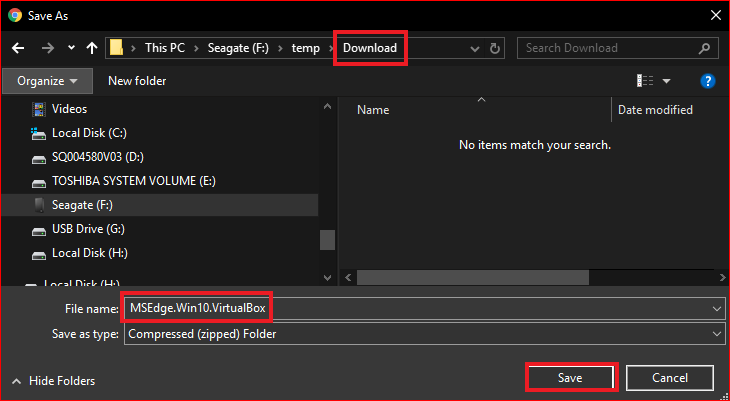 Save As
This PC > Seagate (F:) > temp > Download
Search Download
Organize
New folder
?
Videos
Local Disk (C:)
SQ004580V03 (D:)
TOSHIBA SYSTEM VOLUME (E:)
Seagate (F:)
USB Drive (G:)
Local Disk (H:)
Local Disk (H:)
Name
Date modified
No items match your search.
File name: MSEdge.Win10.VirtualBox
Save as type: Compressed (zipped) Folder
Hide Folders
Save
Cancel